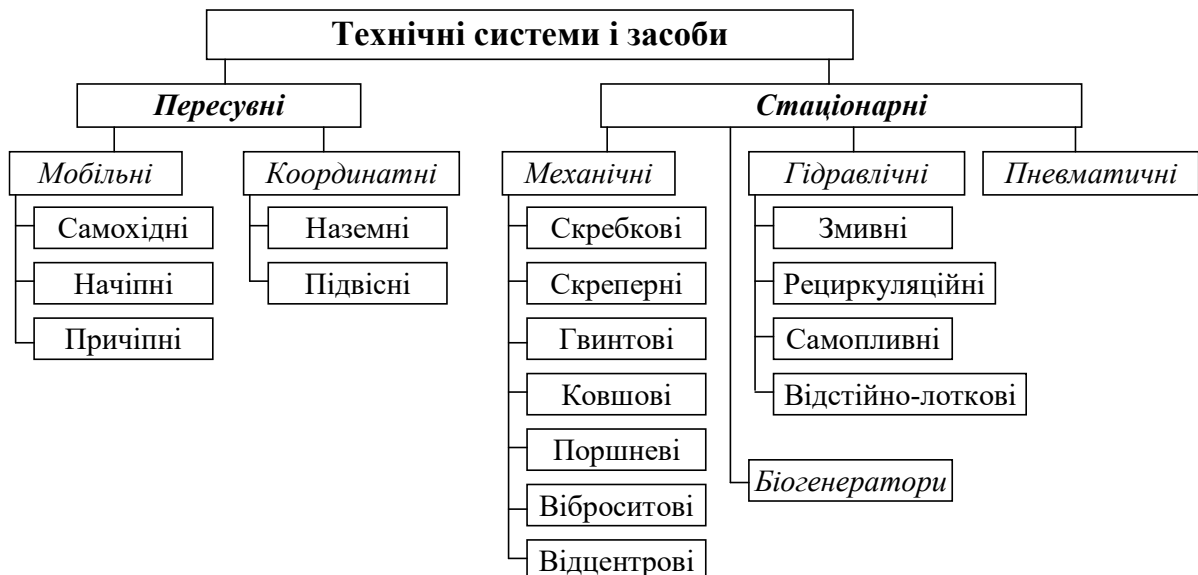 Технічні системи і засоби
Пересувні
Стаціонарні
Мобільні
Координатні
Механічні
Гідравлічні
Пневматичні
Самохідні
Наземні
Скребкові
Змивні
Начіпні
Підвісні
Скреперні
Рециркуляційні
Причіпні
Гвинтові
Самопливні
Ковшові
Відстійно-лоткові
Поршневі
Біогенератори
Віброситові
Відцентрові